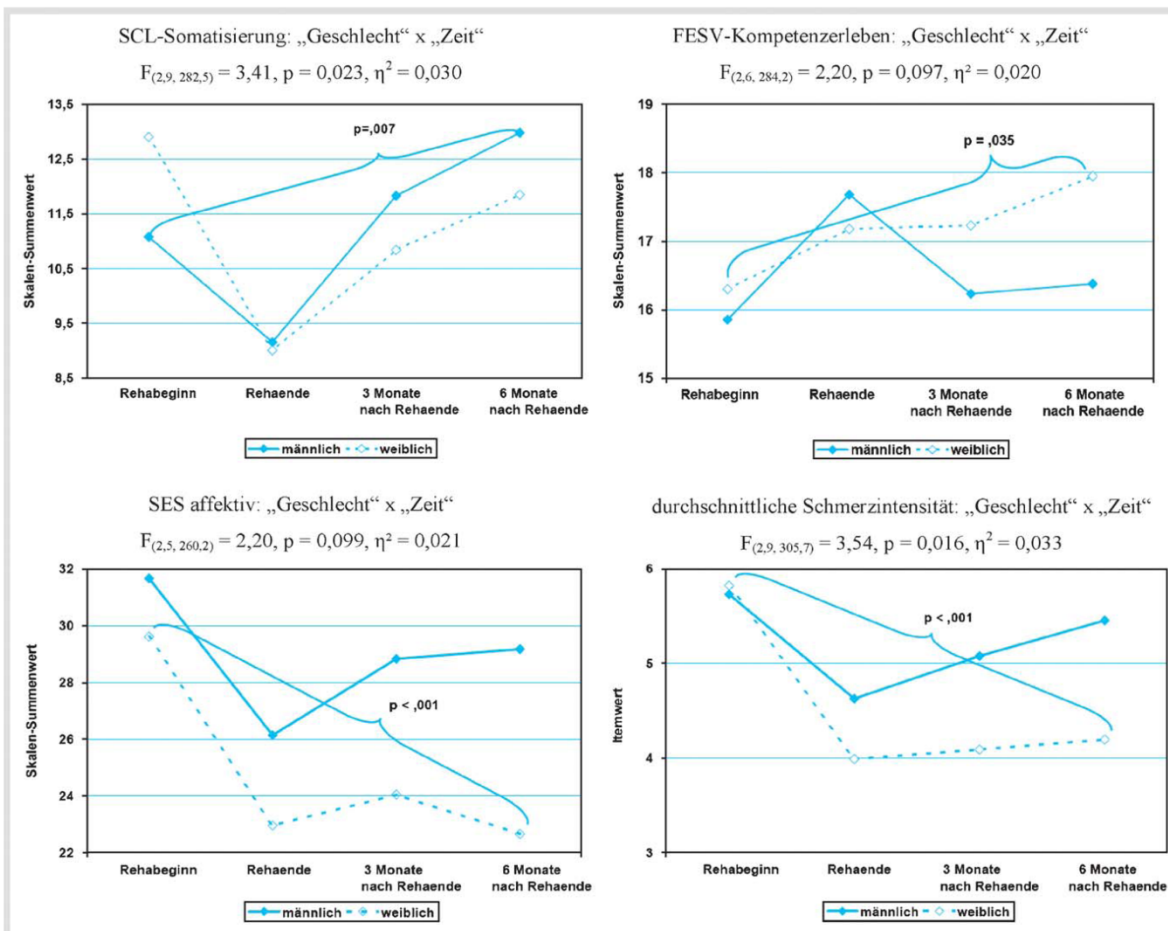 SCL-Somatisierung: „Geschlecht“ x „Zeit“
F(2,9, 282,5) = 3,41, p = 0,023, η² = 0,030
13,5
12,5
11,5
10,5
9,5
8,5
Skalen-Summenwert
p=,007
Rehabeginn
Rehaende
3 Monate
nach Rehaende
6 Monate
nach Rehaende
männlich
weiblich
FESV-Kompetenzerleben: „Geschlecht“ x „Zeit“
F(2,6, 284,2) = 2,20, p = 0,097, η² = 0,020
19
18
17
16
15
Skalen-Summenwert
p = ,035
Rehabeginn
Rehaende
3 Monate
nach Rehaende
6 Monate
nach Rehaende
männlich
weiblich
SES affektiv: „Geschlecht“ x „Zeit“
F(2,5, 260,2) = 2,20, p = 0,099, η² = 0,021
32
30
28
26
24
22
Skalen-Summenwert
p < ,001
Rehabeginn
Rehaende
3 Monate
nach Rehaende
6 Monate
nach Rehaende
männlich
weiblich
durchschnittliche Schmerzintensität: „Geschlecht“ x „Zeit“
F(2,9, 305,7) = 3,54, p = 0,016, η² = 0,033
6
5
4
3
Itemwert
p < ,001
Rehabeginn
Rehaende
3 Monate
nach Rehaende
6 Monate
nach Rehaende
männlich
weiblich